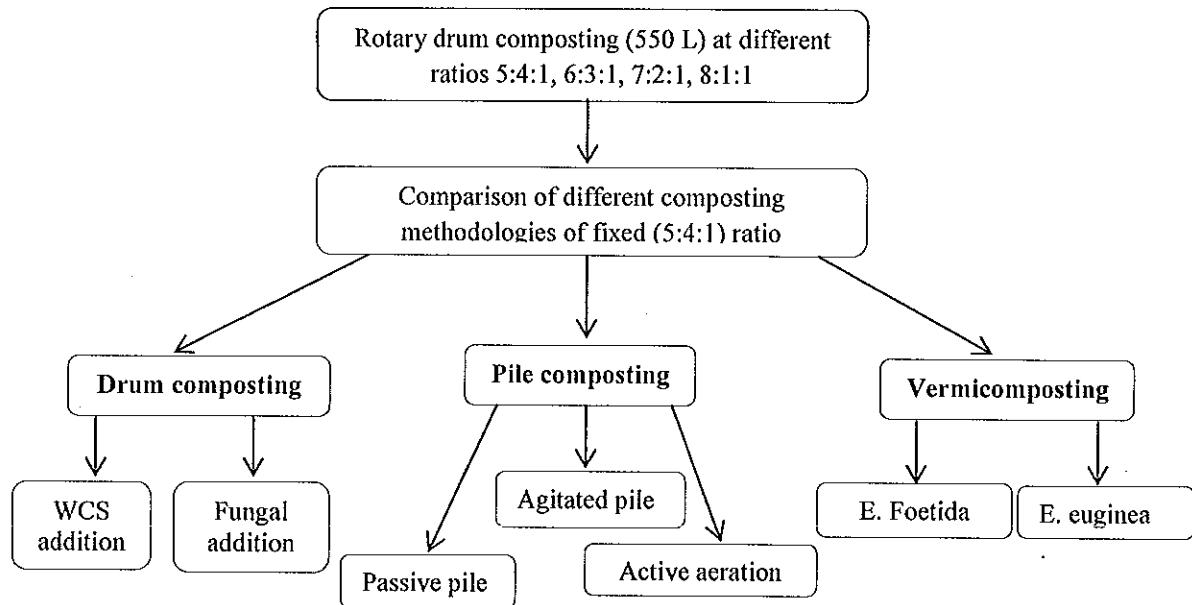 Rotary drum composting (550 L) at different
ratios 5:4:1, 6:3:1, 7:2:1, 8:1:1
Comparison of different composting
methodologies of fixed (5:4:1) ratio
Drum composting
Pile composting
Vermicomposting
WCS
addition
Fungal
addition
Passive pile
Agitated pile
Active aeration
E. Foetida
E. euginea